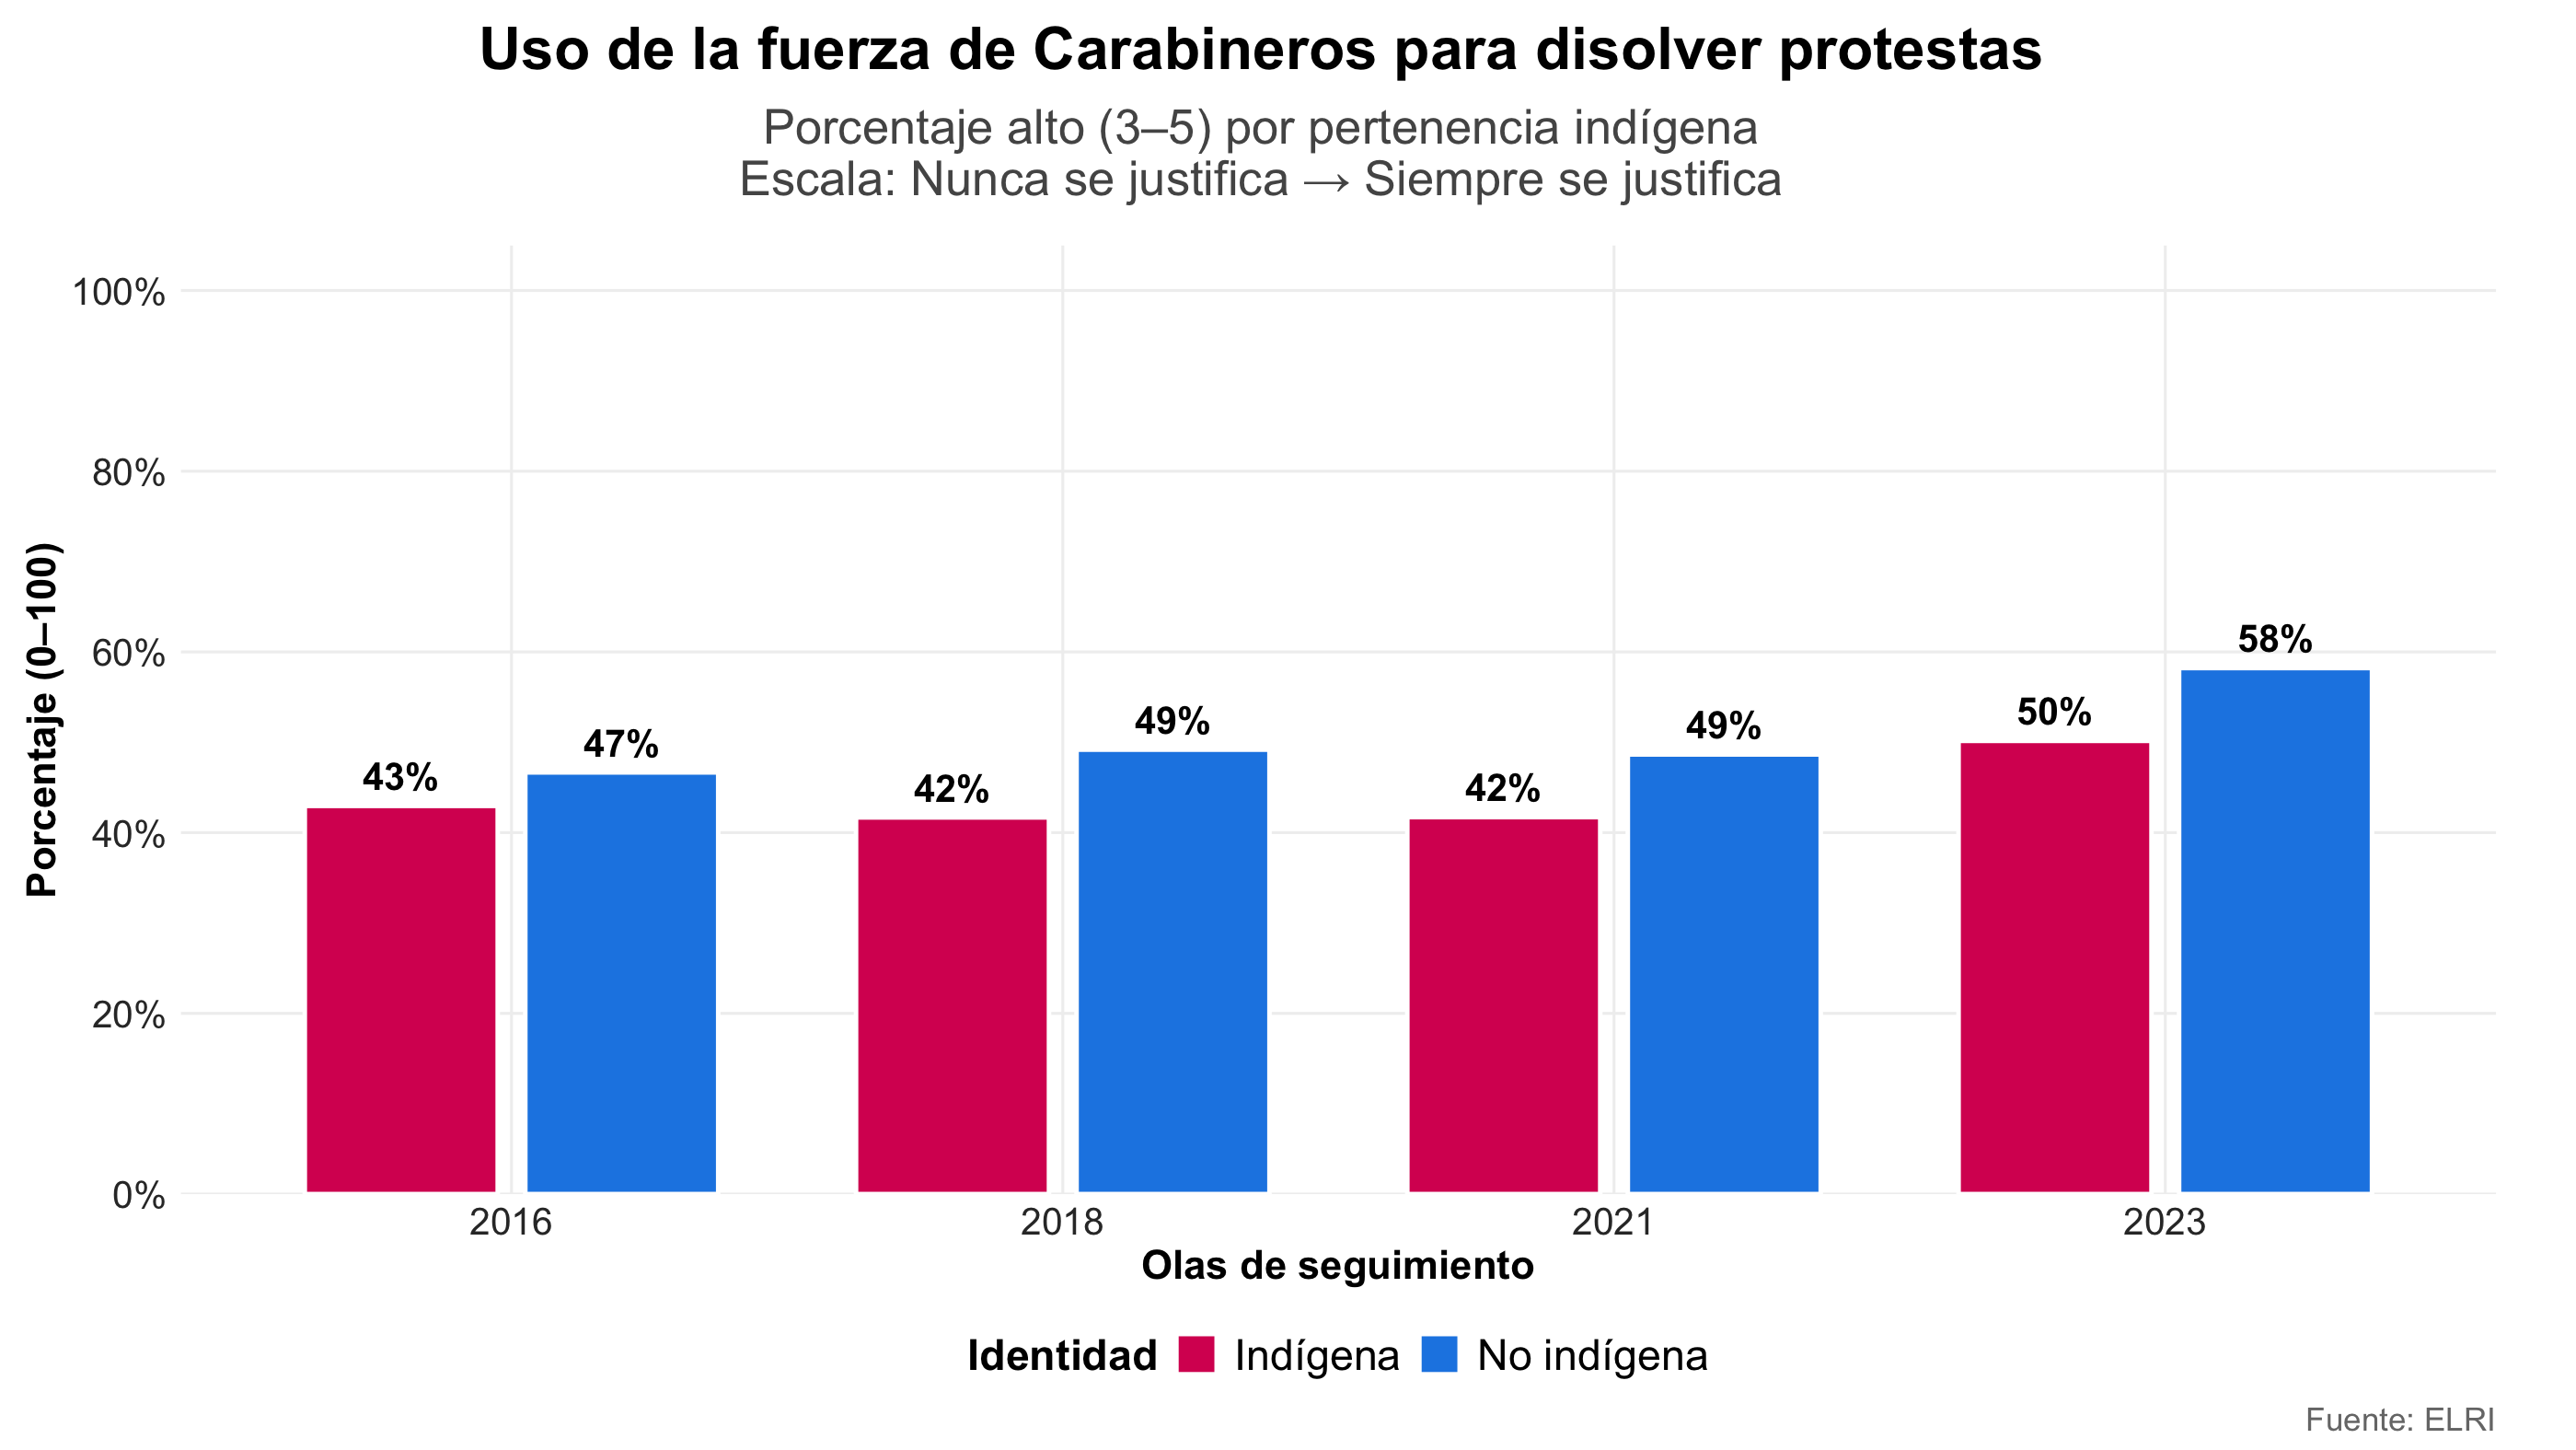 Uso de la fuerza de Carabineros para disolver protestas
Porcentaje alto (3–5) por pertenencia indígena
Escala: Nunca se justifica → Siempre se justifica
Porcentaje (0–100)
100%
80%
60%
40%
20%
0%
43%
47%
42%
49%
42%
49%
50%
58%
2016
2018
2021
2023
Olas de seguimiento
Identidad Indígena No indígena
Fuente: ELRI